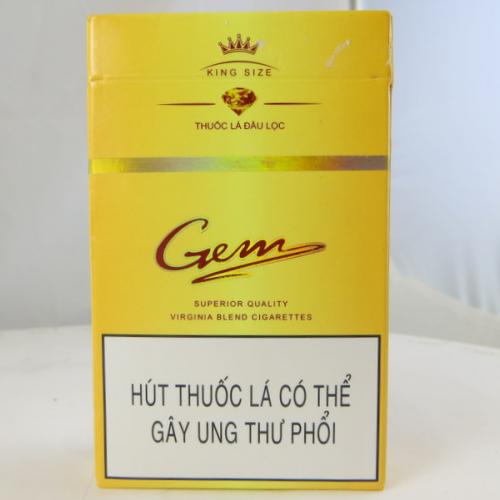 KING SIZE
THUỐC LÁ ĐẦU LỌC
Gem
SUPERIOR QUALITY
VIRGINIA BLEND CIGARETTES
HÚT THUỐC LÁ CÓ THỂ
GÂY UNG THƯ PHỔI